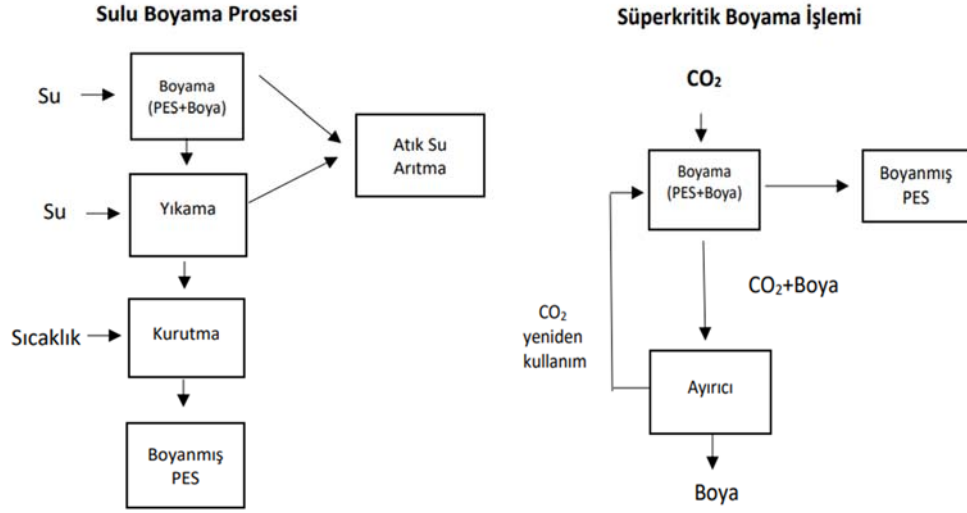 Sulu Boyama Prosesi
Su
Boyama
(PES+Boya)
Atık Su
Arıtma
Su
Yıkama
Sıcaklık
Kurutma
Boyanmış
PES
Süperkritik Boyama İşlemi
CO₂
Boyama
(PES+Boya)
Boyanmış
PES
CO₂+Boya
CO₂
yeniden
kullanım
Ayırıcı
Boya